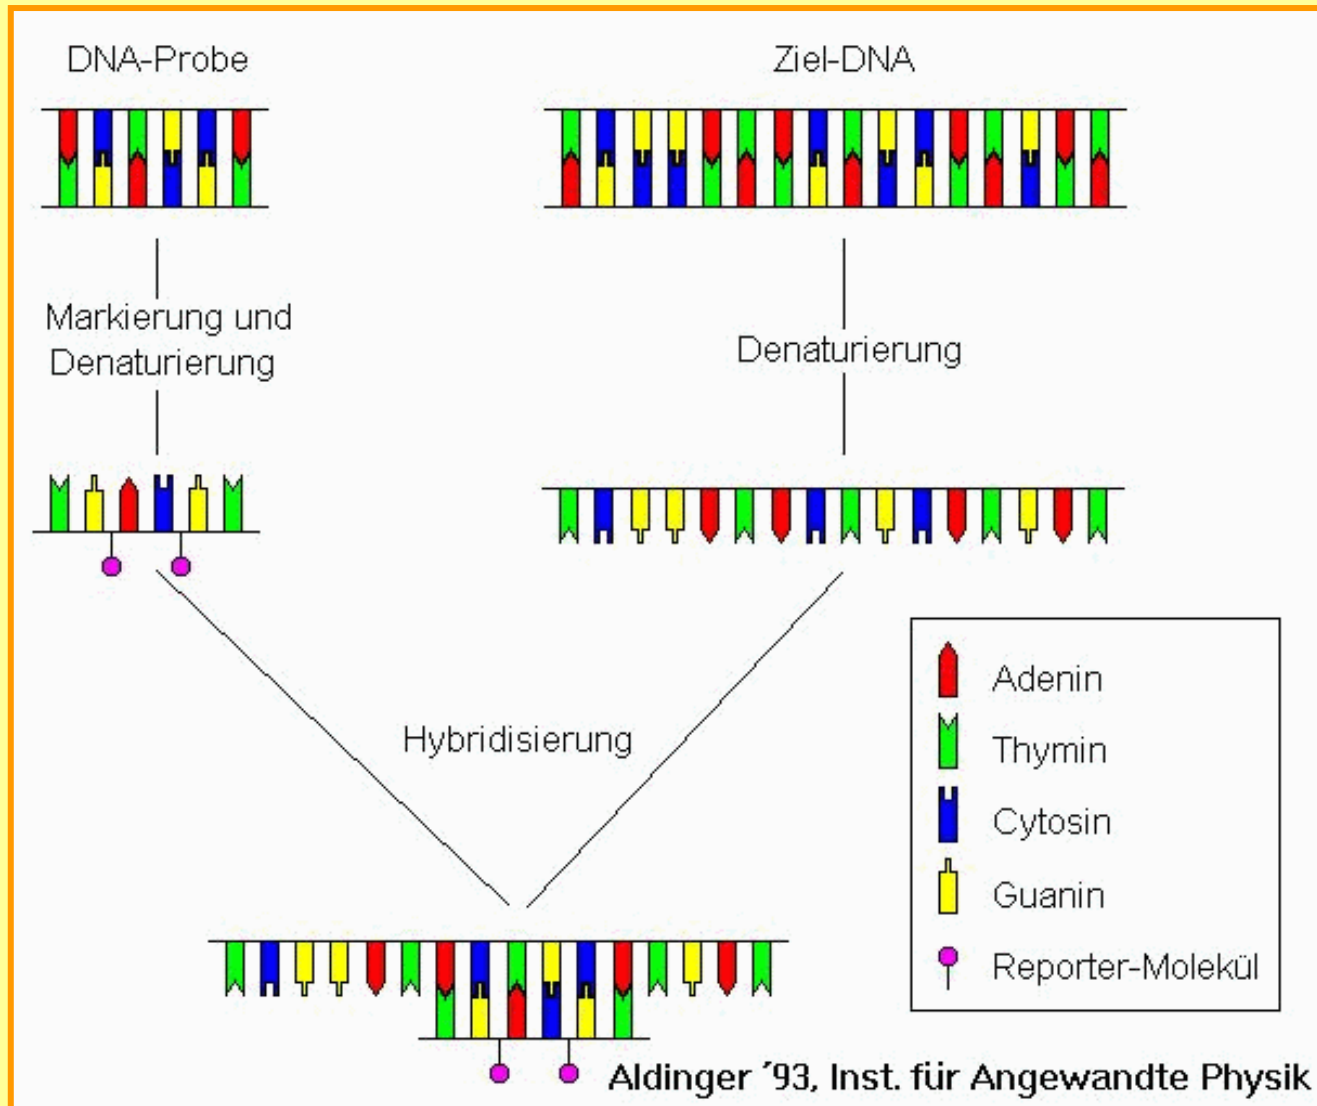 DNA-Probe
Ziel-DNA
Markierung und
Denaturierung
Denaturierung
Hybridisierung
Adenin
Thymin
Cytosin
Guanin
Reporter-Molekül
Aldinger ´93, Inst. für Angewandte Physik